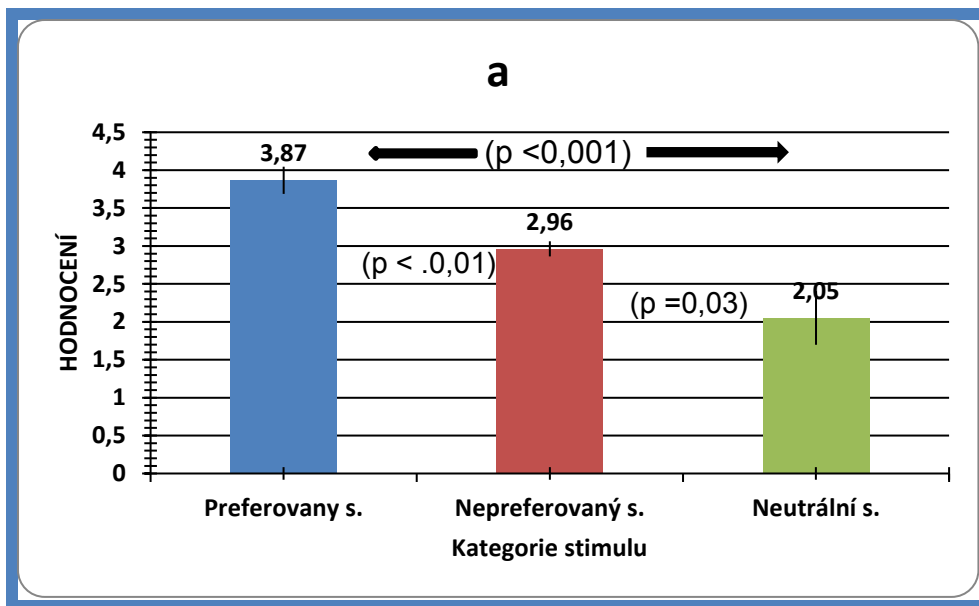 a
4,5
4
3,5
3
2,5
2
1,5
1
0,5
0
HODNOCENÍ
3,87
(p <0,001)
2,96
(p < .0,01)
(p =0,03)
2,05
Preferovany s.
Nepreferovaný s.
Neutrální s.
Kategorie stimulu